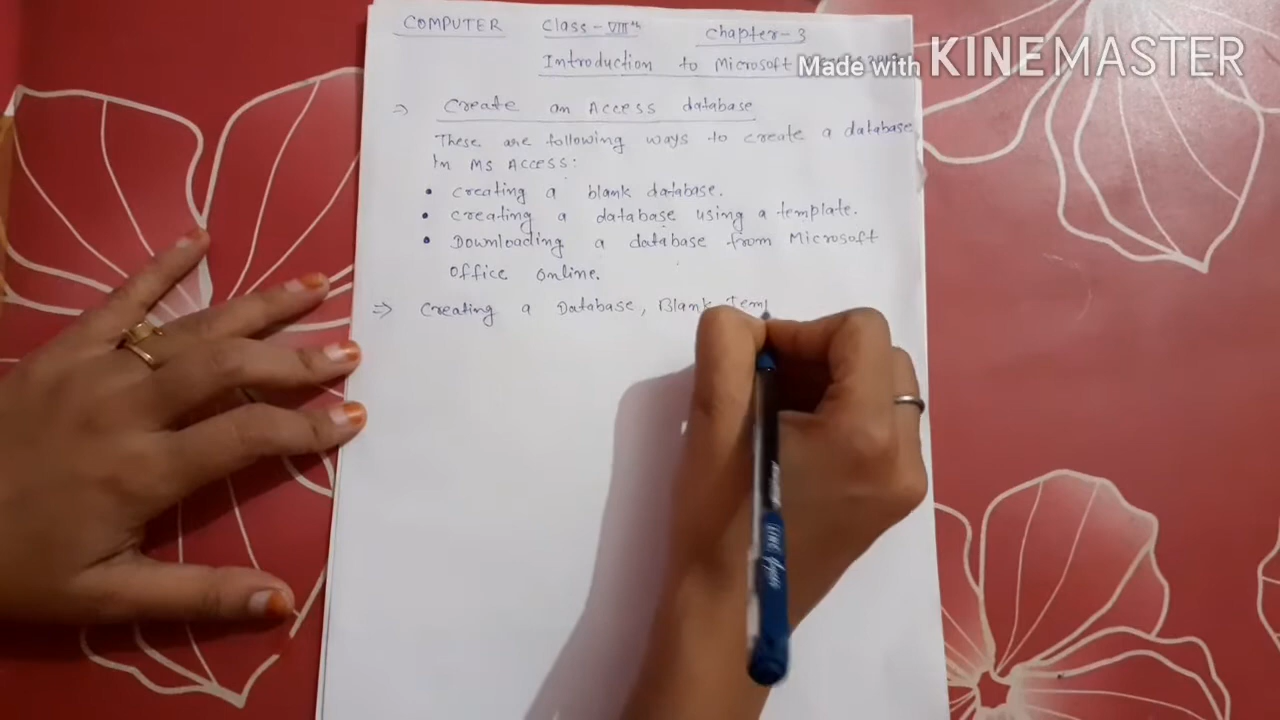 COMPUTER Class-VIIIth Chapter-3
Introduction to Microsoft
Made with KINEMASTER
⇒ Create an Access database
These are following ways to create a database
In MS Access:
• Creating a blank database.
• Creating a database using a template.
• Downloading a database from Microsoft
Office Online.
⇒ Creating a Database, Blank Temp